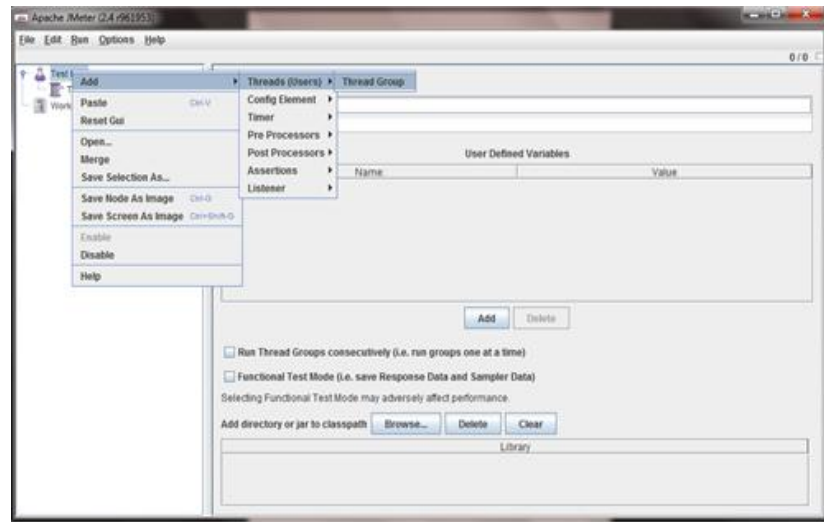 Apache JMeter (2.4 r961953)
File Edit Run Options Help
0 / 0
Test
Work
Add
Paste Ctrl-V
Reset Gui
Open...
Merge
Save Selection As...
Save Node As Image Ctrl-G
Save Screen As Image Ctrl+Shift-G
Enable
Disable
Help
Threads (Users)
Config Element
Timer
Pre Processors
Post Processors
Assertions
Listener
Thread Group
User Defined Variables
Name: Value
Add Delete
Run Thread Groups consecutively (i.e. run groups one at a time)
Functional Test Mode (i.e. save Response Data and Sampler Data)
Selecting Functional Test Mode may adversely affect performance.
Add directory or jar to classpath Browse... Delete Clear
Library